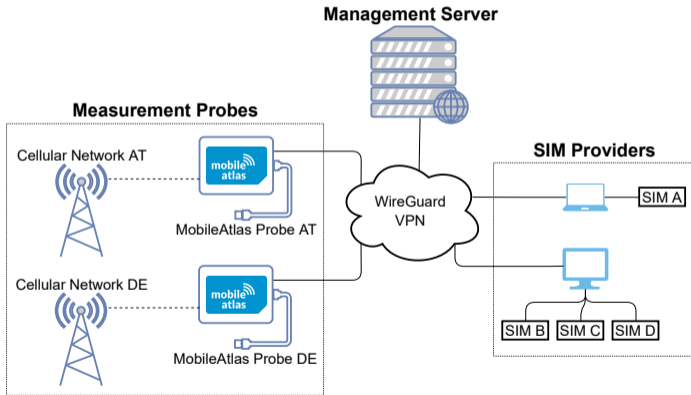 Management Server
Measurement Probes
Cellular Network AT
mobile
atlas
MobileAtlas Probe AT
Cellular Network DE
mobile
atlas
MobileAtlas Probe DE
WireGuard
VPN
SIM Providers
SIM A
SIM B
SIM C
SIM D